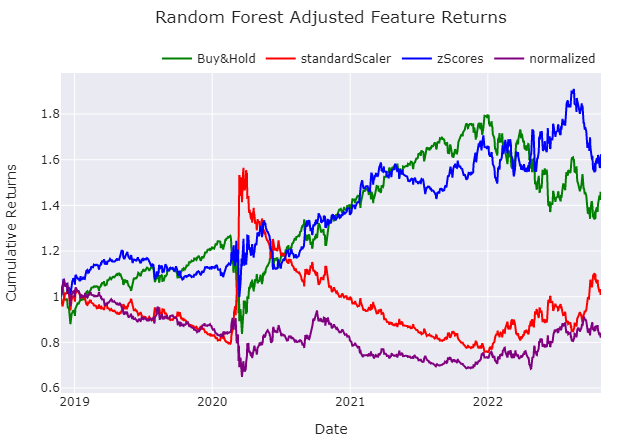 Random Forest Adjusted Feature Returns
Buy&Hold standardScaler zScores normalized
1.8
1.6
1.4
1.2
1
0.8
0.6
Cumulative Returns
2019 2020 2021 2022
Date